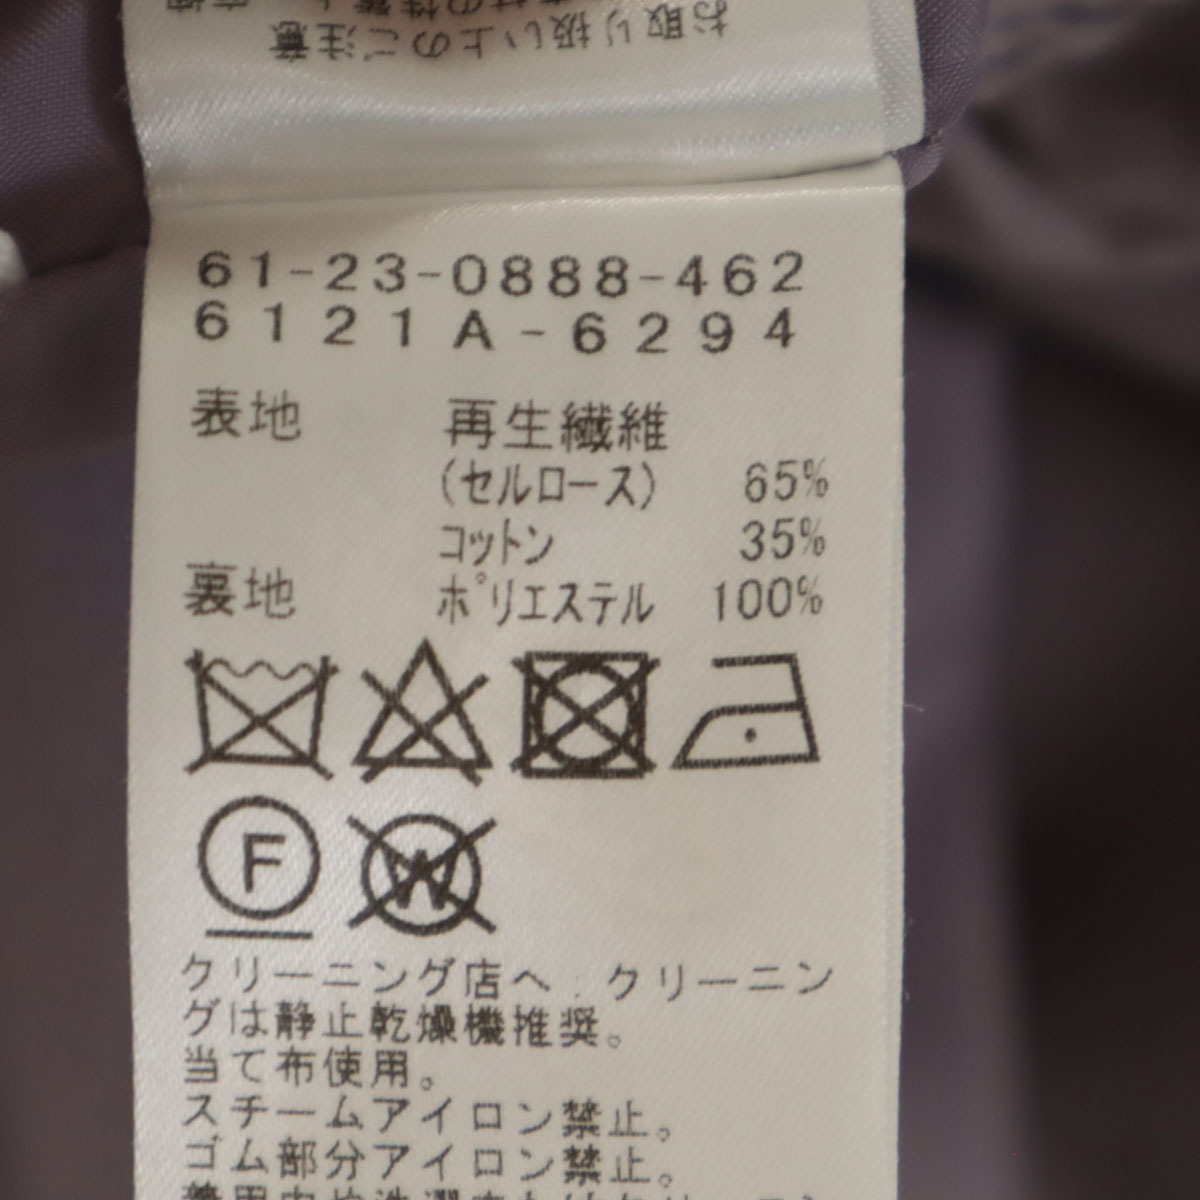 お取り扱い上のご注意
61-23-0888-462
6121A-6294
表地 再生繊維
(セルロース) 65%
コットン 35%
裏地 ポリエステル 100%
F W
クリーニング店へ:クリーニン
グは静止乾燥機推奨。
当て布使用。
スチームアイロン禁止。
ゴム部分アイロン禁止。